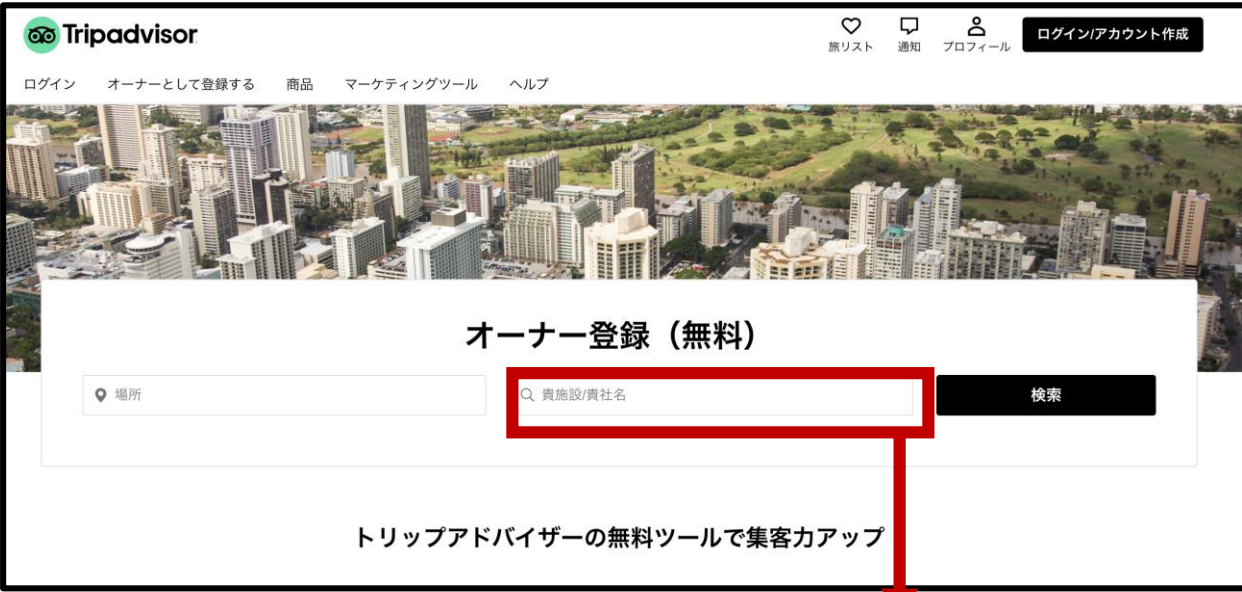 Tripadvisor
旅リスト
通知
プロフィール
ログイン/アカウント作成
ログイン
オーナーとして登録する
商品
マーケティングツール
ヘルプ
オーナー登録（無料）
場所
貴施設/貴社名
検索
トリップアドバイザーの無料ツールで集客力アップ